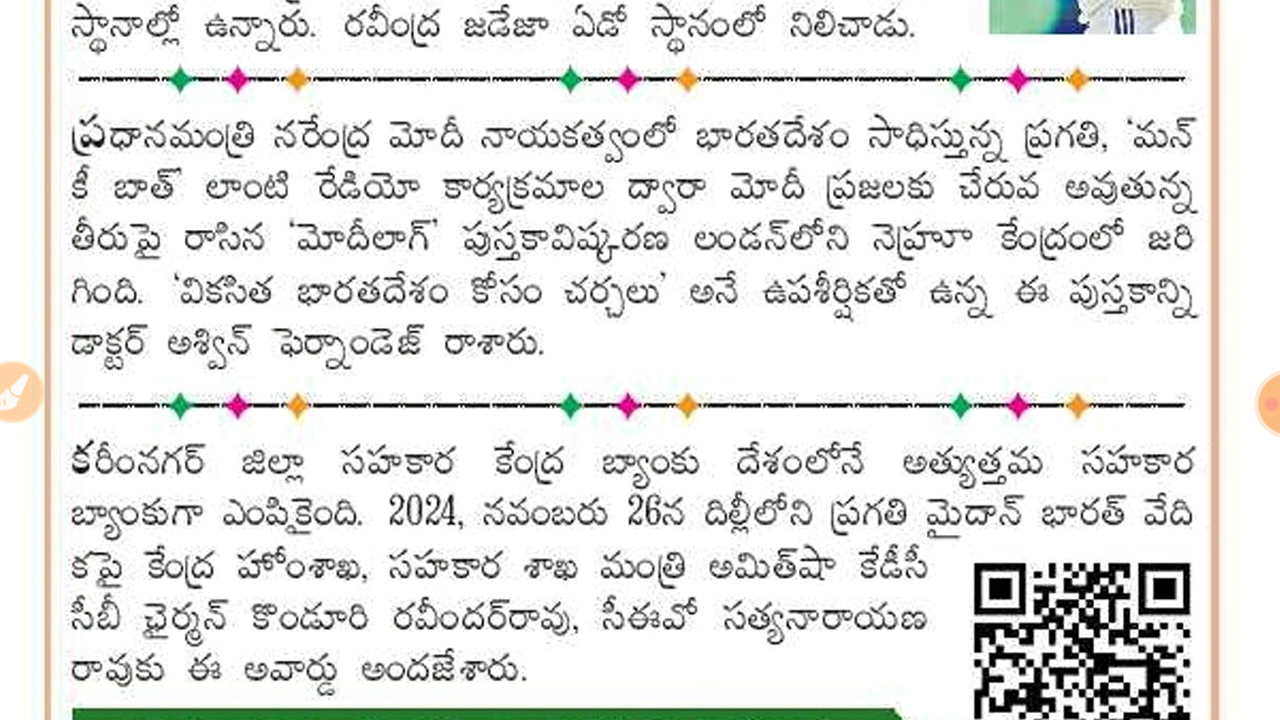 స్థానాల్లో ఉన్నారు. రవీంద్ర జడేజా ఏడో స్థానంలో నిలిచాడు.
ప్రధానమంత్రి నరేంద్ర మోదీ నాయకత్వంలో భారతదేశం సాధిస్తున్న ప్రగతి, ‘మన్
కీ బాత్’ లాంటి రేడియో కార్యక్రమాల ద్వారా మోదీ ప్రజలకు చేరువ అవుతున్న
తీరుపై రాసిన ‘మోదీలాగ్’ పుస్తకావిష్కరణ లండన్‌లోని నెహ్రూ కేంద్రంలో జరి
గింది. ‘వికసిత భారతదేశం కోసం చర్చలు’ అనే ఉపశీర్షికతో ఉన్న ఈ పుస్తకాన్ని
డాక్టర్ అశ్విన్ ఫెర్నాండెజ్ రాశారు.
కరీంనగర్ జిల్లా సహకార కేంద్ర బ్యాంకు దేశంలోనే అత్యుత్తమ సహకార
బ్యాంకుగా ఎంపికైంది. 2024, నవంబరు 26న దిల్లీలోని ప్రగతి మైదాన్ భారత్ వేది
కపై కేంద్ర హోంశాఖ, సహకార శాఖ మంత్రి అమిత్‌షా కేడీసీ
సీబీ ఛైర్మన్ కొండూరి రవీందర్‌రావు, సీఈవో సత్యనారాయణ
రావుకు ఈ అవార్డు అందజేశారు.